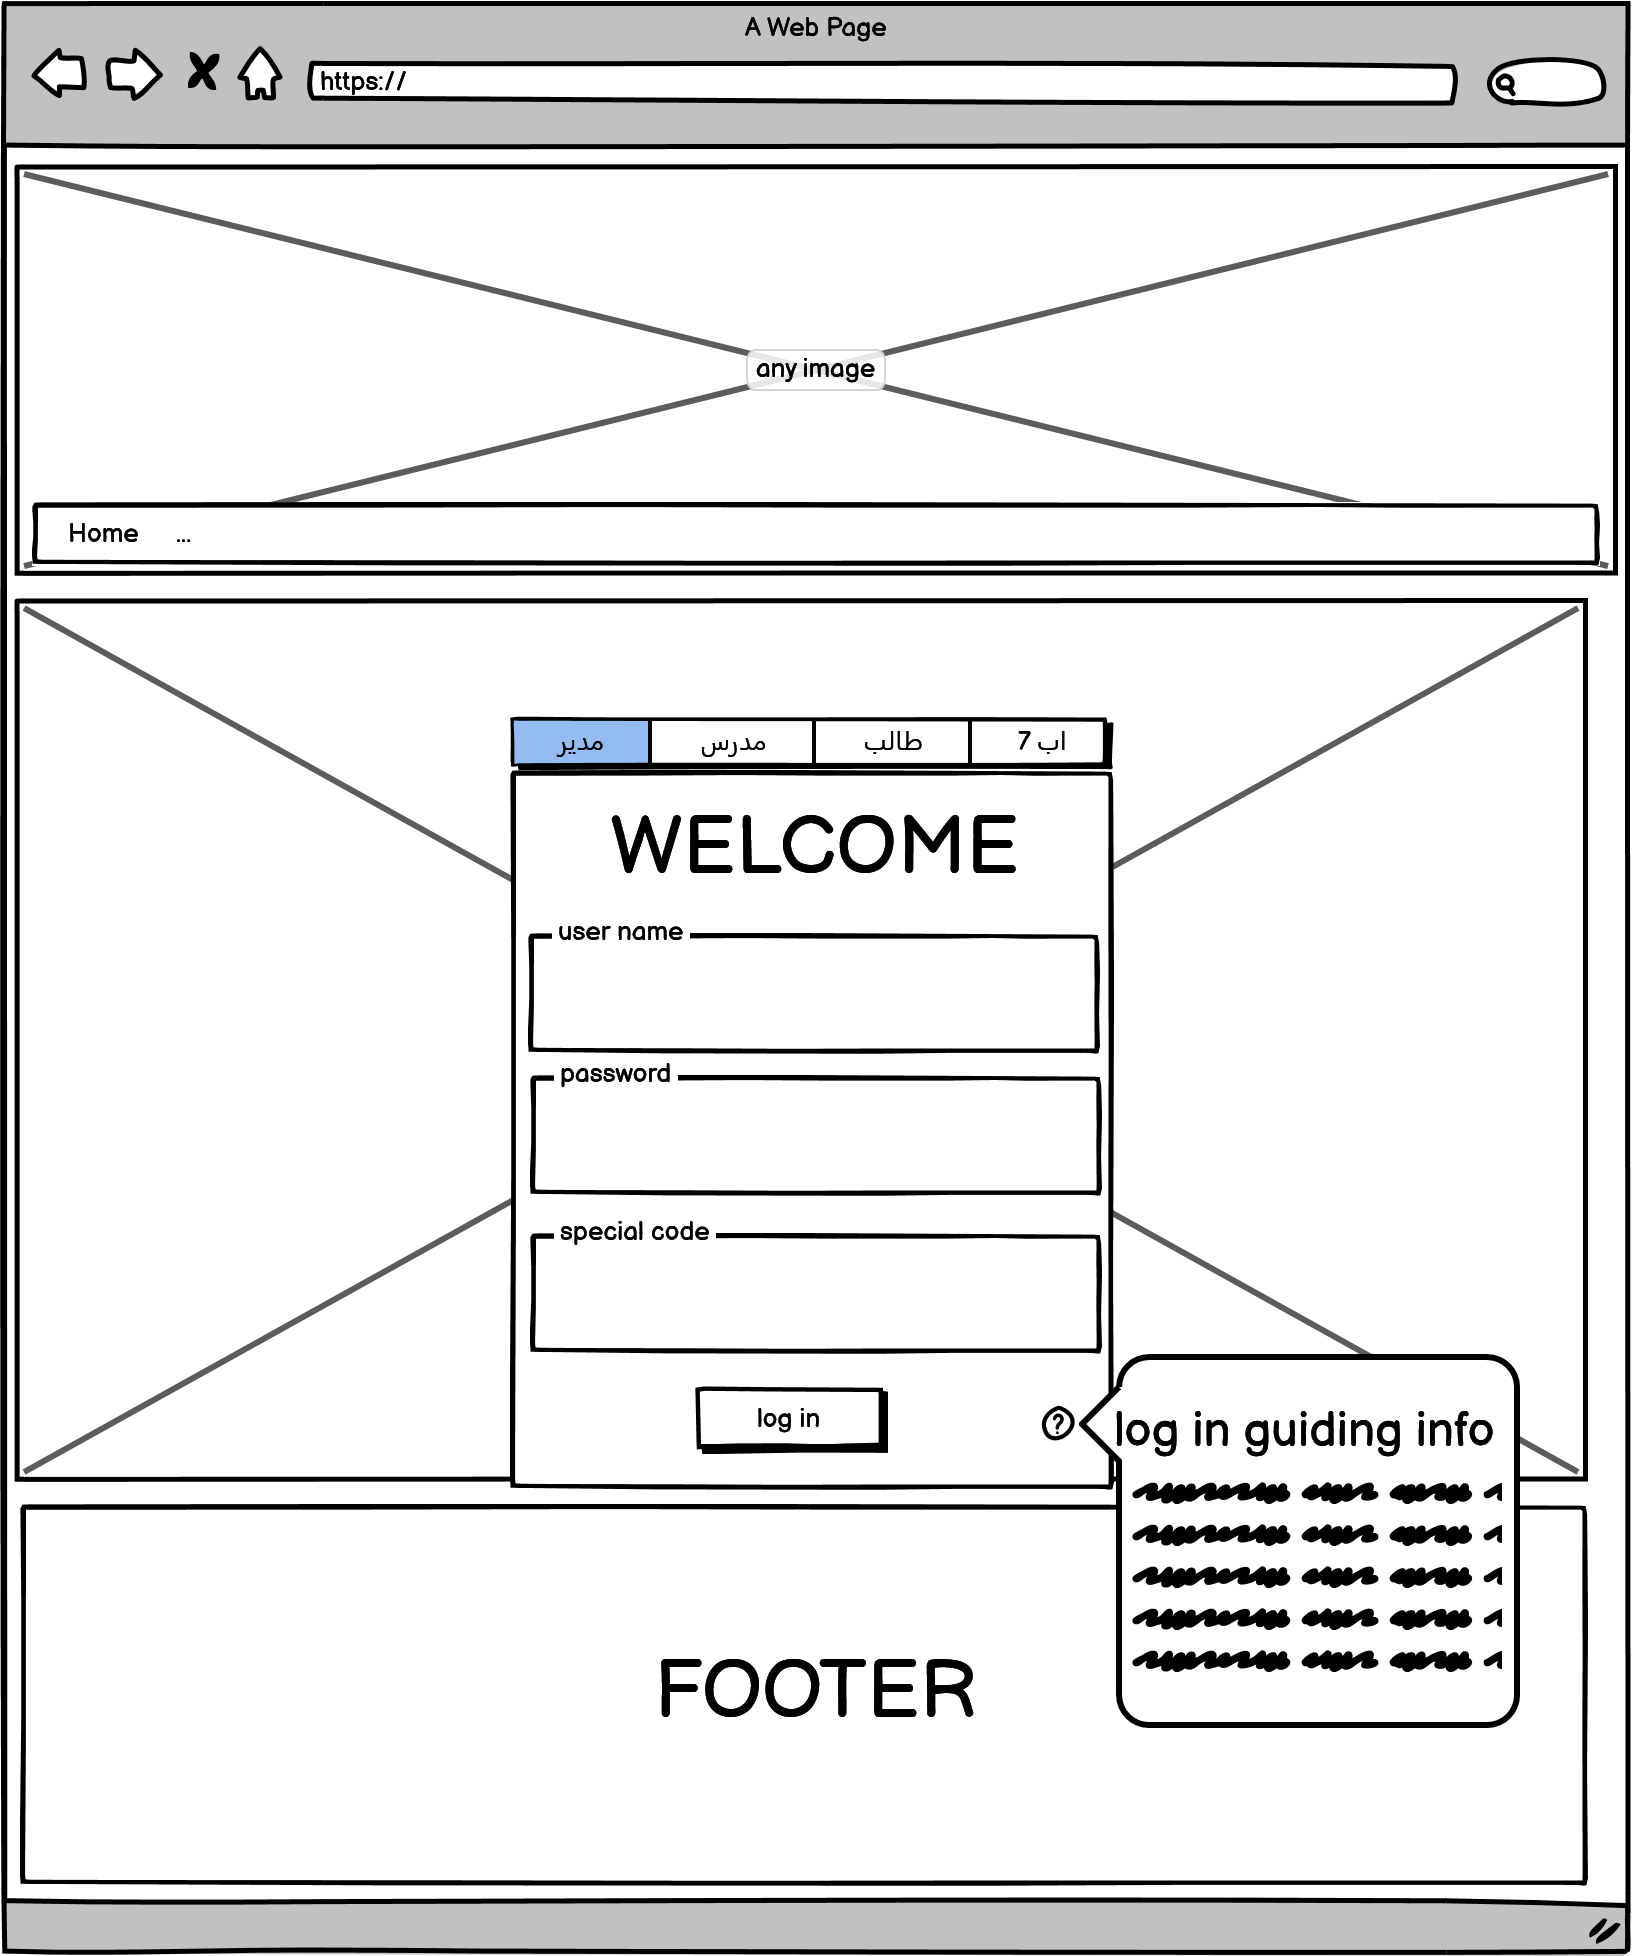 A Web Page
https://
any image
Home ...
مدير
مدرس
طالب
اب 7
WELCOME
user name
password
special code
log in
?
log in guiding info
FOOTER